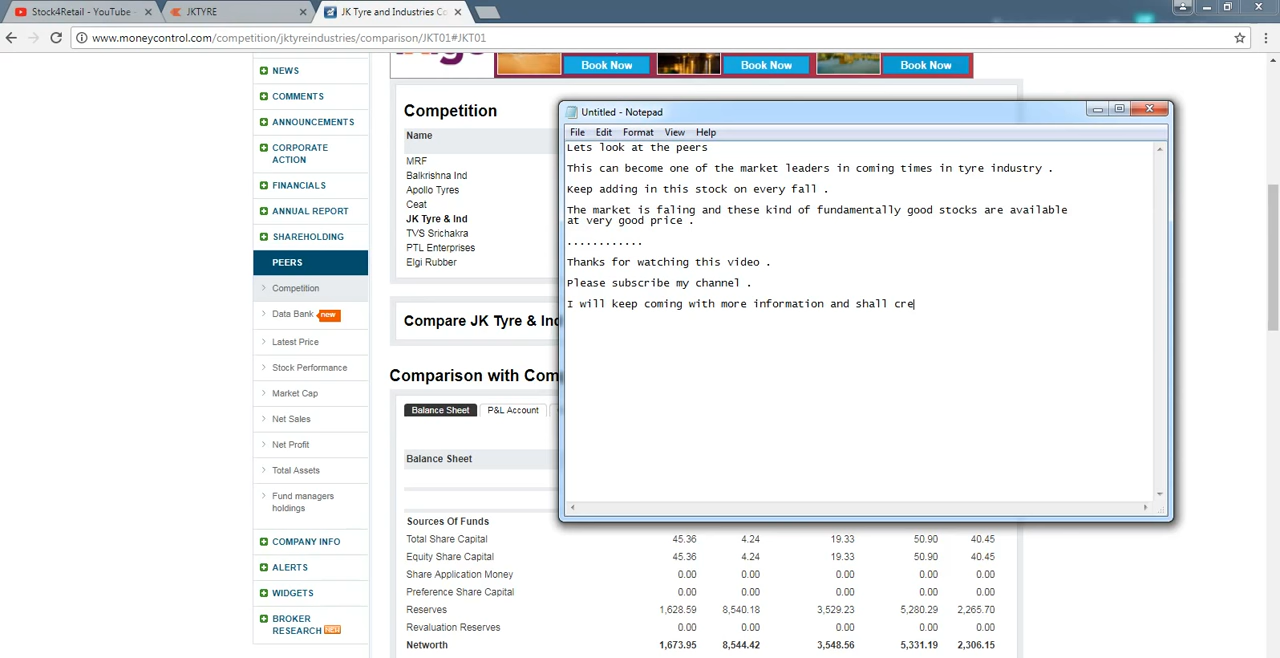 Stock4Retail - YouTube
JKTYRE
JK Tyre and Industries Co
www.moneycontrol.com/competition/jktyreindustries/comparison/JKT01#JKT01
Book Now
Book Now
Book Now
NEWS
COMMENTS
ANNOUNCEMENTS
CORPORATE
ACTION
FINANCIALS
ANNUAL REPORT
SHAREHOLDING
PEERS
Competition
Data Bank new
Latest Price
Stock Performance
Market Cap
Net Sales
Net Profit
Total Assets
Fund managers
holdings
COMPANY INFO
ALERTS
WIDGETS
BROKER
RESEARCH
Competition
Name
MRF
Balkrishna Ind
Apollo Tyres
Ceat
JK Tyre & Ind
TVS Srichakra
PTL Enterprises
Elgi Rubber
Compare JK Tyre & Ind
Comparison with Com
Balance Sheet P&L Account
Balance Sheet
Sources Of Funds
Total Share Capital 45.36 4.24 19.33 50.90 40.45
Equity Share Capital 45.36 4.24 19.33 50.90 40.45
Share Application Money 0.00 0.00 0.00 0.00 0.00
Preference Share Capital 0.00 0.00 0.00 0.00 0.00
Reserves 1,628.59 8,540.18 3,529.23 5,280.29 2,265.70
Revaluation Reserves 0.00 0.00 0.00 0.00 0.00
Networth 1,673.95 8,544.42 3,548.56 5,331.19 2,306.15
Untitled - Notepad
File Edit Format View Help
Lets look at the peers
This can become one of the market leaders in coming times in tyre industry .
Keep adding in this stock on every fall .
The market is faling and these kind of fundamentally good stocks are available
at very good price .
............
Thanks for watching this video .
Please subscribe my channel .
I will keep coming with more information and shall cre